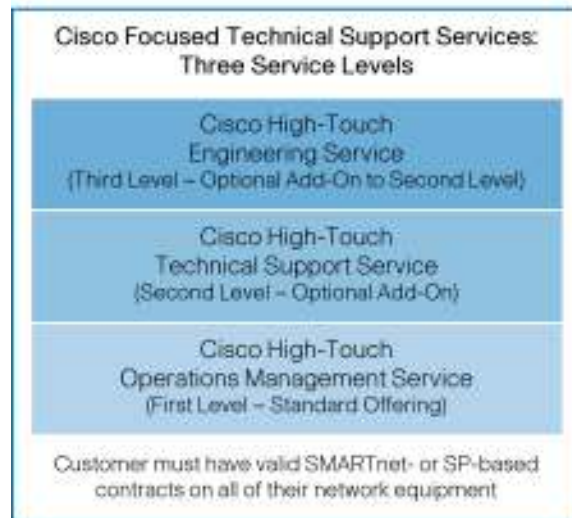 Cisco Focused Technical Support Services:
Three Service Levels
Cisco High-Touch
Engineering Service
(Third Level – Optional Add-On to Second Level)
Cisco High-Touch
Technical Support Service
(Second Level – Optional Add-On)
Cisco High-Touch
Operations Management Service
(First Level – Standard Offering)
Customer must have valid SMARTnet- or SP-based
contracts on all of their network equipment